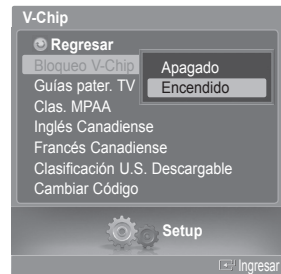 V-Chip
Regresar
Bloqueo V-Chip
Apagado
Encendido
Guías pater. TV
Clas. MPAA
Inglés Canadiense
Francés Canadiense
Clasificación U.S. Descargable
Cambiar Código
Setup
Ingresar